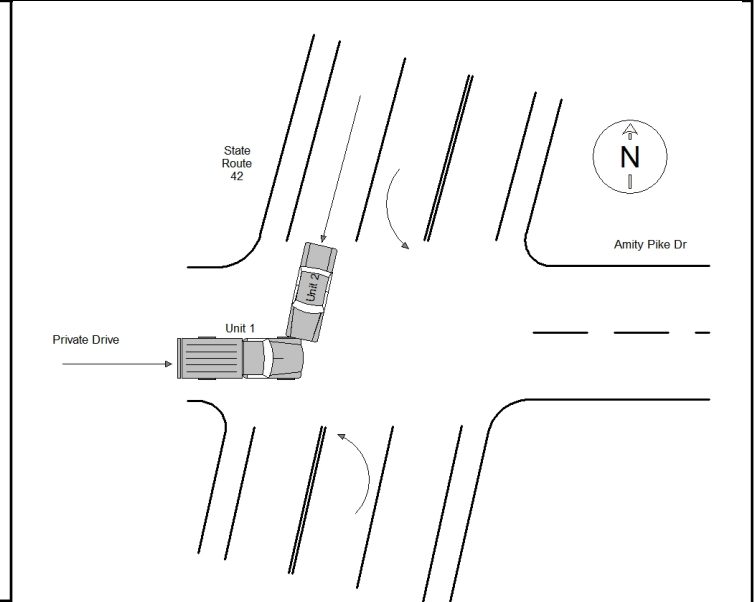 State
Route
42
N
Amity Pike Dr
Unit 2
Unit 1
Private Drive